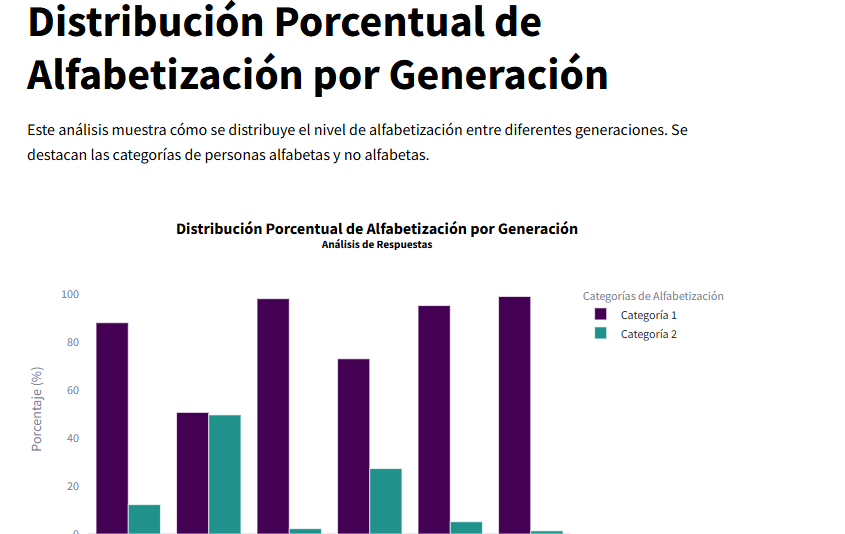 Distribución Porcentual de
Alfabetización por Generación
Este análisis muestra cómo se distribuye el nivel de alfabetización entre diferentes generaciones. Se
destacan las categorías de personas alfabetas y no alfabetas.
Distribución Porcentual de Alfabetización por Generación
Análisis de Respuestas
Categorías de Alfabetización
Categoría 1
Categoría 2
Porcentaje (%)
100
80
60
40
20
0